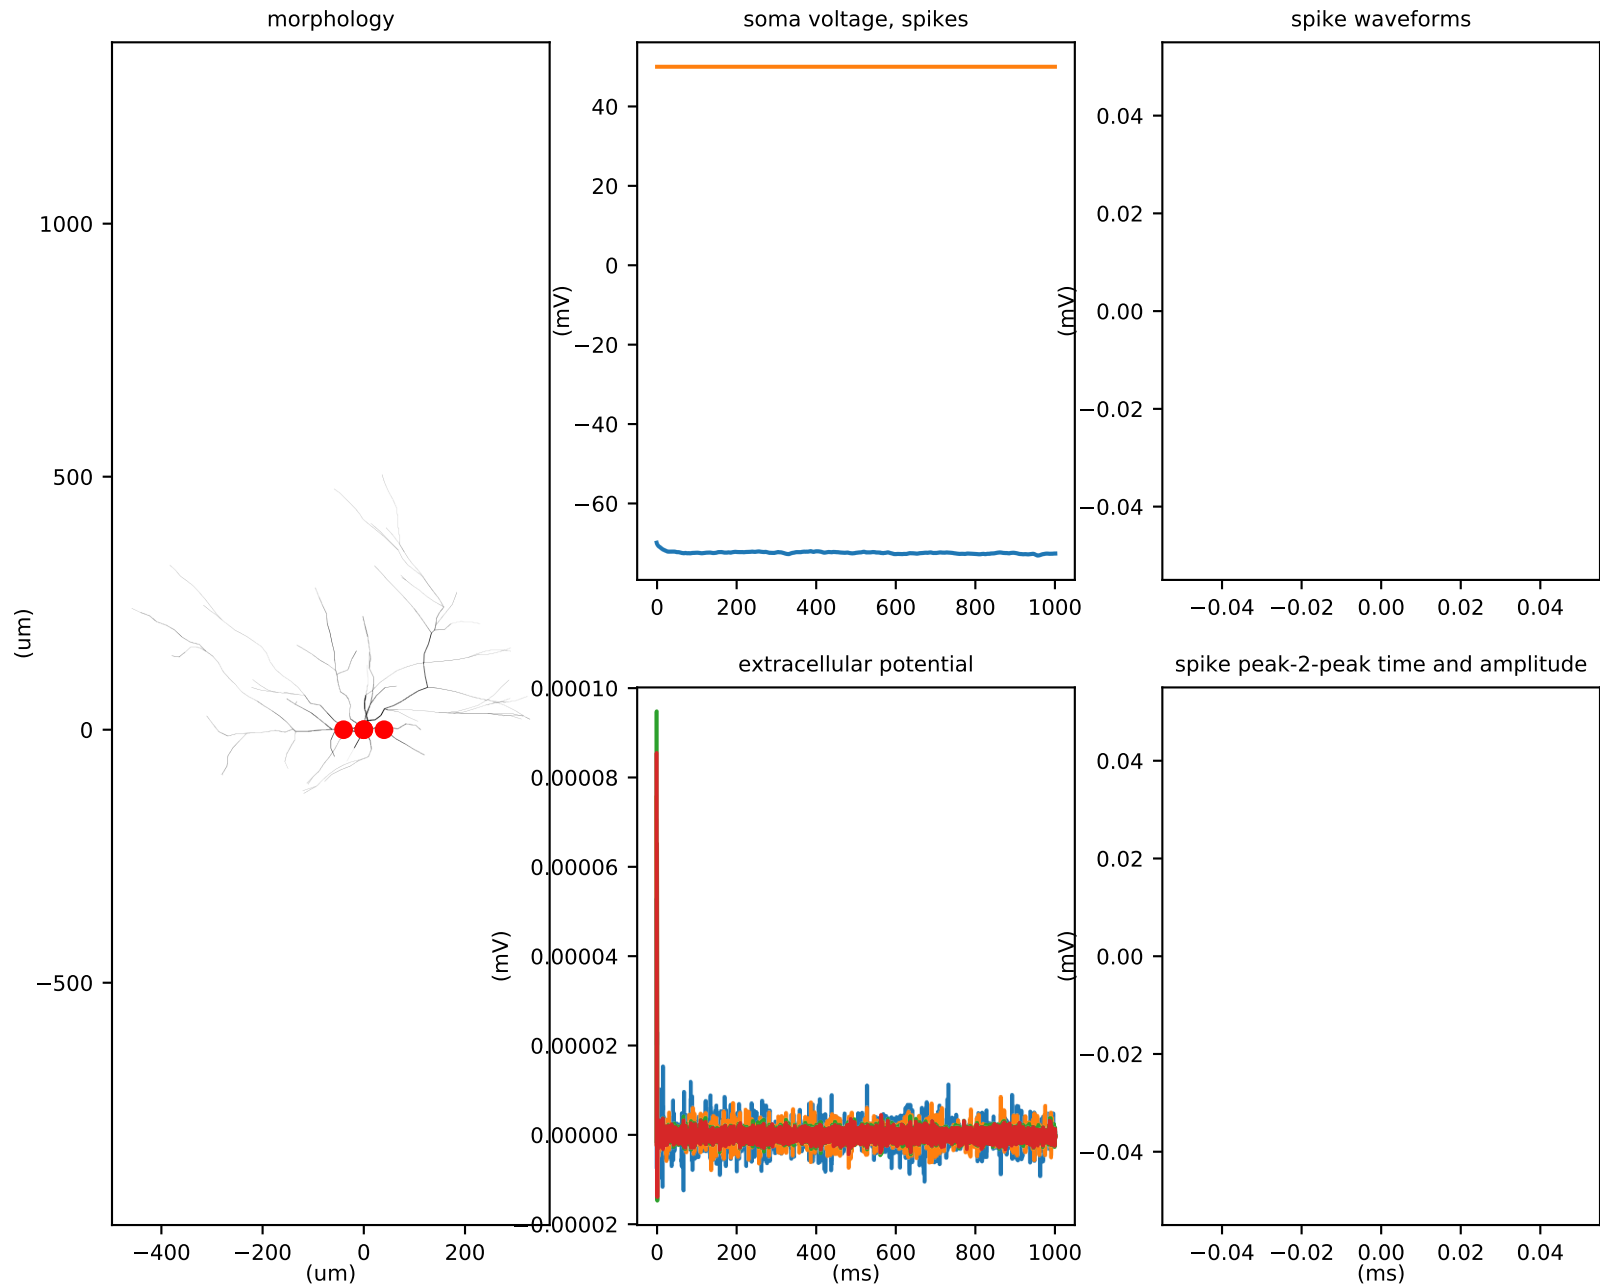 morphology
(um)
1000
500
0
−500
−400 −200 0 200
(um)
soma voltage, spikes
(mV)
40
20
0
−20
−40
−60
0 200 400 600 800 1000
spike waveforms
(mV)
0.04
0.02
0.00
−0.02
−0.04
−0.04 −0.02 0.00 0.02 0.04
extracellular potential
(mV)
0.00010
0.00008
0.00006
0.00004
0.00002
0.00000
−0.00002
0 200 400 600 800 1000
(ms)
spike peak-2-peak time and amplitude
(mV)
0.04
0.02
0.00
−0.02
−0.04
−0.04 −0.02 0.00 0.02 0.04
(ms)